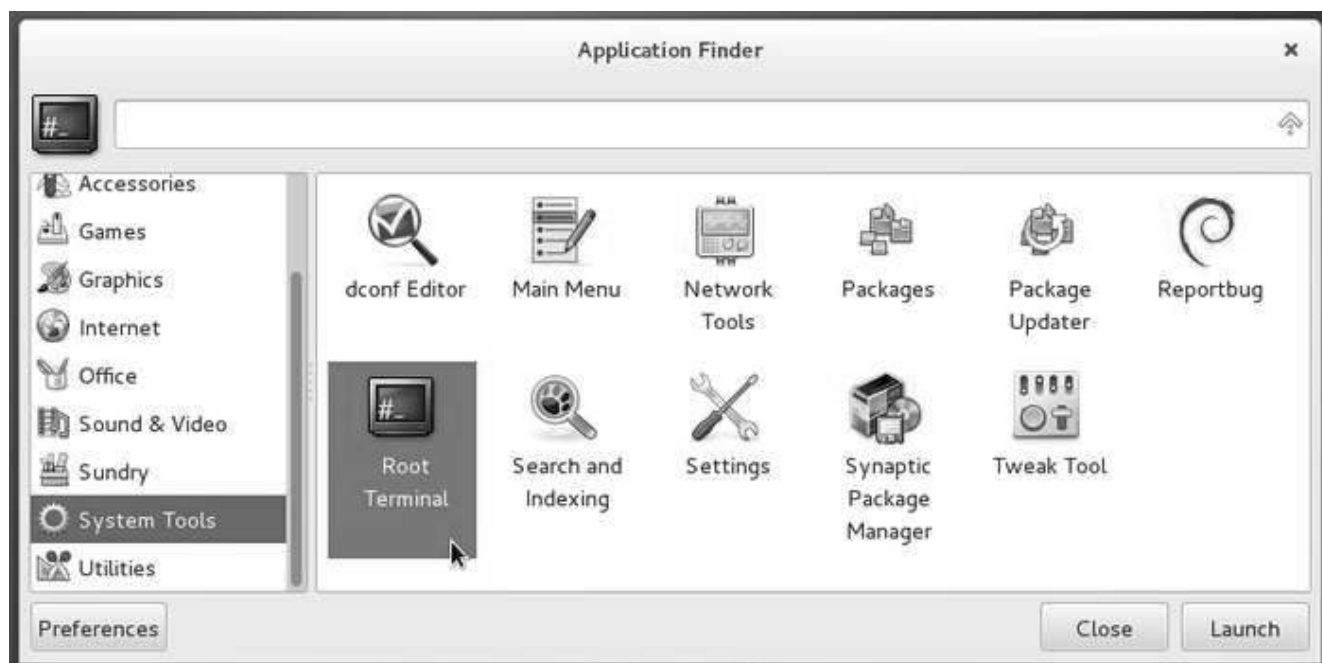 Application Finder
#_
Accessories
Games
Graphics
Internet
Office
Sound & Video
Sundry
System Tools
Utilities
dconf Editor
Main Menu
Network
Tools
Packages
Package
Updater
Reportbug
#_
Root
Terminal
Search and
Indexing
Settings
Synaptic
Package
Manager
Tweak Tool
Preferences
Close
Launch